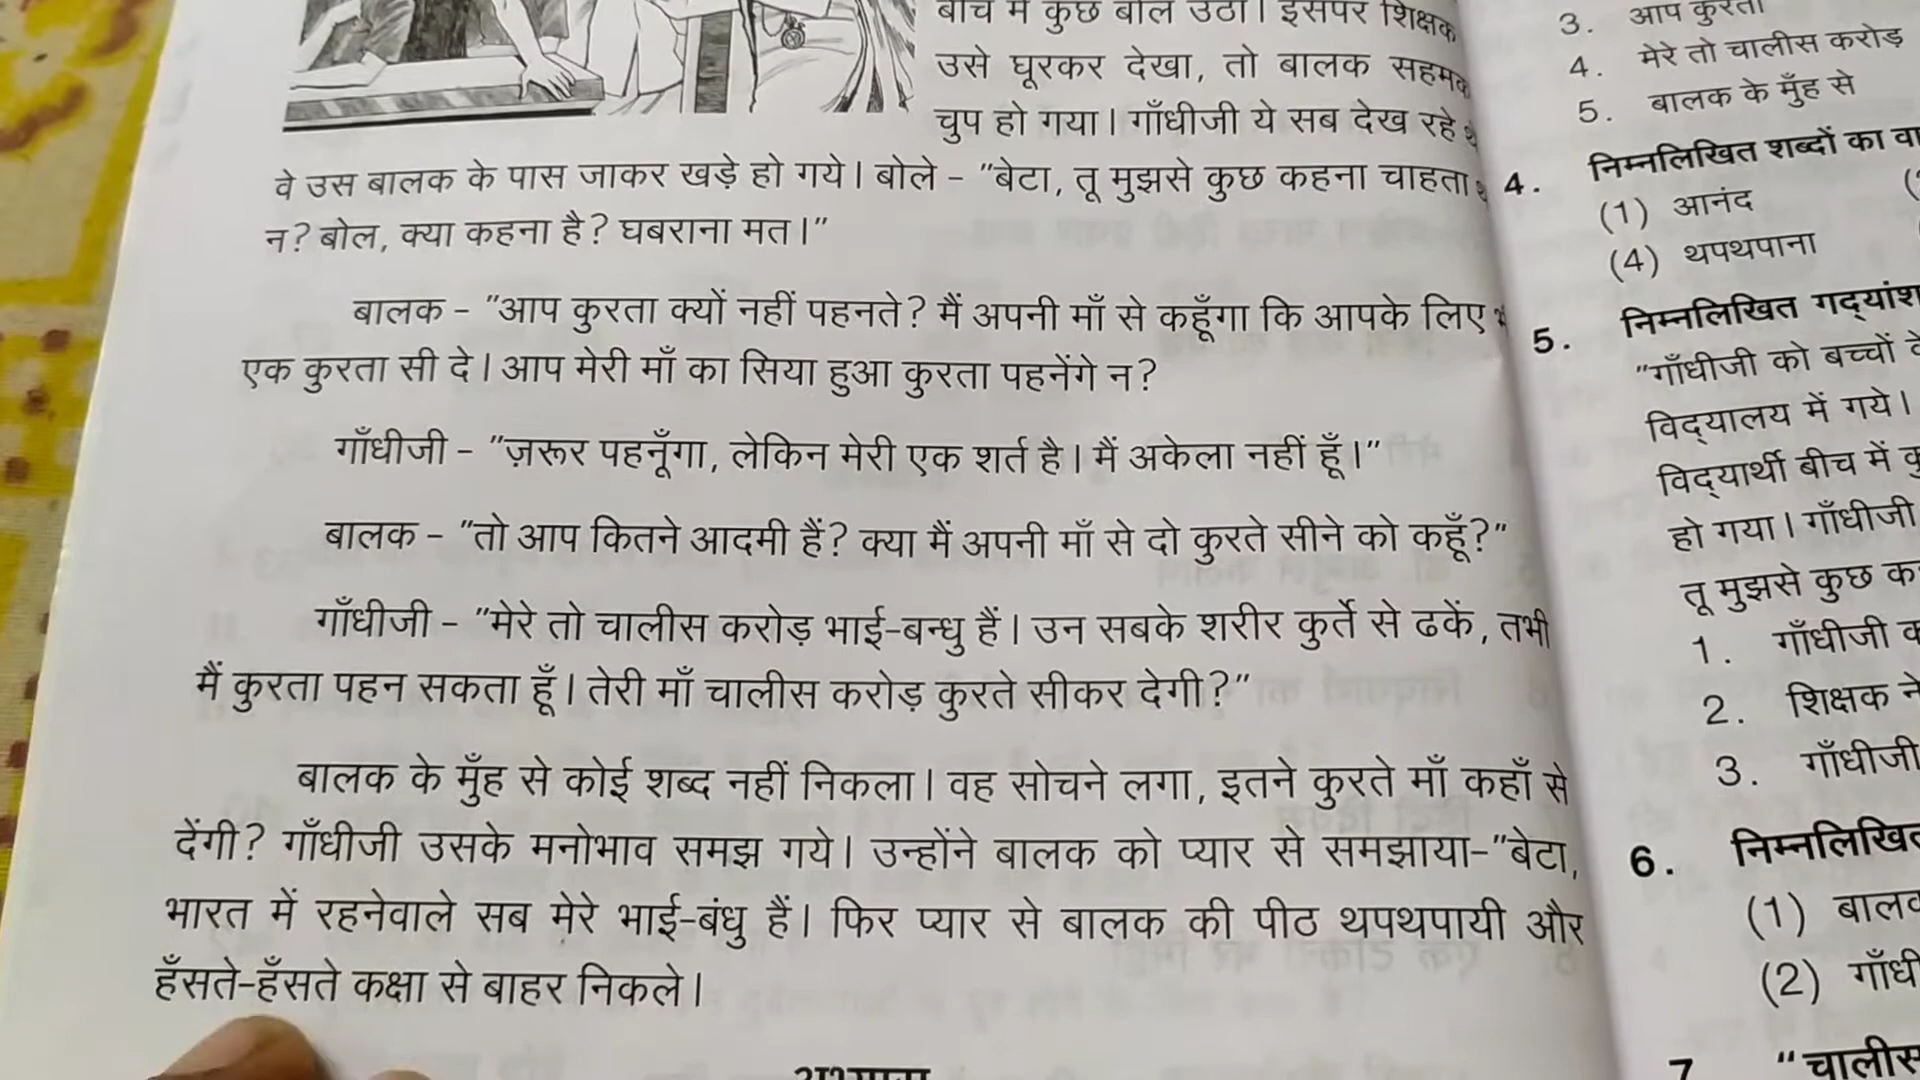 बीच में कुछ बोल उठा। इसपर शिक्षक
उसे घूरकर देखा, तो बालक सहमक
चुप हो गया। गाँधीजी ये सब देख रहे
वे उस बालक के पास जाकर खड़े हो गये। बोले - "बेटा, तू मुझसे कुछ कहना चाहता
न? बोल, क्या कहना है? घबराना मत।"
बालक - "आप कुरता क्यों नहीं पहनते? मैं अपनी माँ से कहूँगा कि आपके लिए
एक कुरता सी दे। आप मेरी माँ का सिया हुआ कुरता पहनेंगे न?
गाँधीजी - "ज़रूर पहनूँगा, लेकिन मेरी एक शर्त है। मैं अकेला नहीं हूँ।"
बालक - "तो आप कितने आदमी हैं? क्या मैं अपनी माँ से दो कुरते सीने को कहूँ?"
गाँधीजी - "मेरे तो चालीस करोड़ भाई-बन्धु हैं। उन सबके शरीर कुर्ते से ढकें, तभी
मैं कुरता पहन सकता हूँ। तेरी माँ चालीस करोड़ कुरते सीकर देगी?"
बालक के मुँह से कोई शब्द नहीं निकला। वह सोचने लगा, इतने कुरते माँ कहाँ से
देंगी? गाँधीजी उसके मनोभाव समझ गये। उन्होंने बालक को प्यार से समझाया-"बेटा,
भारत में रहनेवाले सब मेरे भाई-बंधु हैं। फिर प्यार से बालक की पीठ थपथपायी और
हँसते-हँसते कक्षा से बाहर निकले।
अभ्यास
3. आप कुरता
4. मेरे तो चालीस करोड़
5. बालक के मुँह से
4. निम्नलिखित शब्दों का वा
(1) आनंद
(4) थपथपाना
5. निम्नलिखित गद्‌यांश
"गाँधीजी को बच्चों
विद्‌यालय में गये।
विद्‌यार्थी बीच में कु
हो गया। गाँधीजी
तू मुझसे कुछ क
1. गाँधीजी क
2. शिक्षक ने
3. गाँधीजी
6. निम्नलिखित
(1) बालक
(2) गाँधी
7 "चालीस